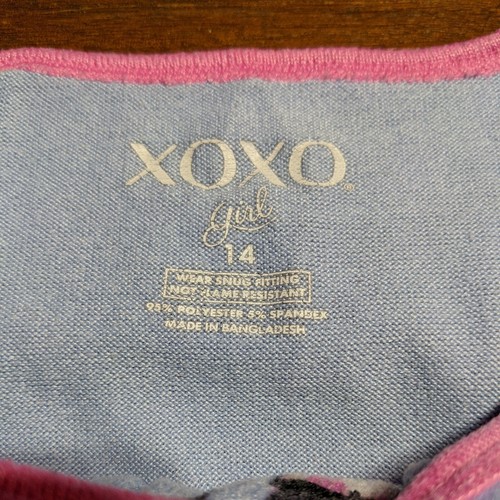 XOXO
girl
14
WEAR SNUG FITTING
NOT FLAME RESISTANT
95% POLYESTER 5% SPANDEX
MADE IN BANGLADESH